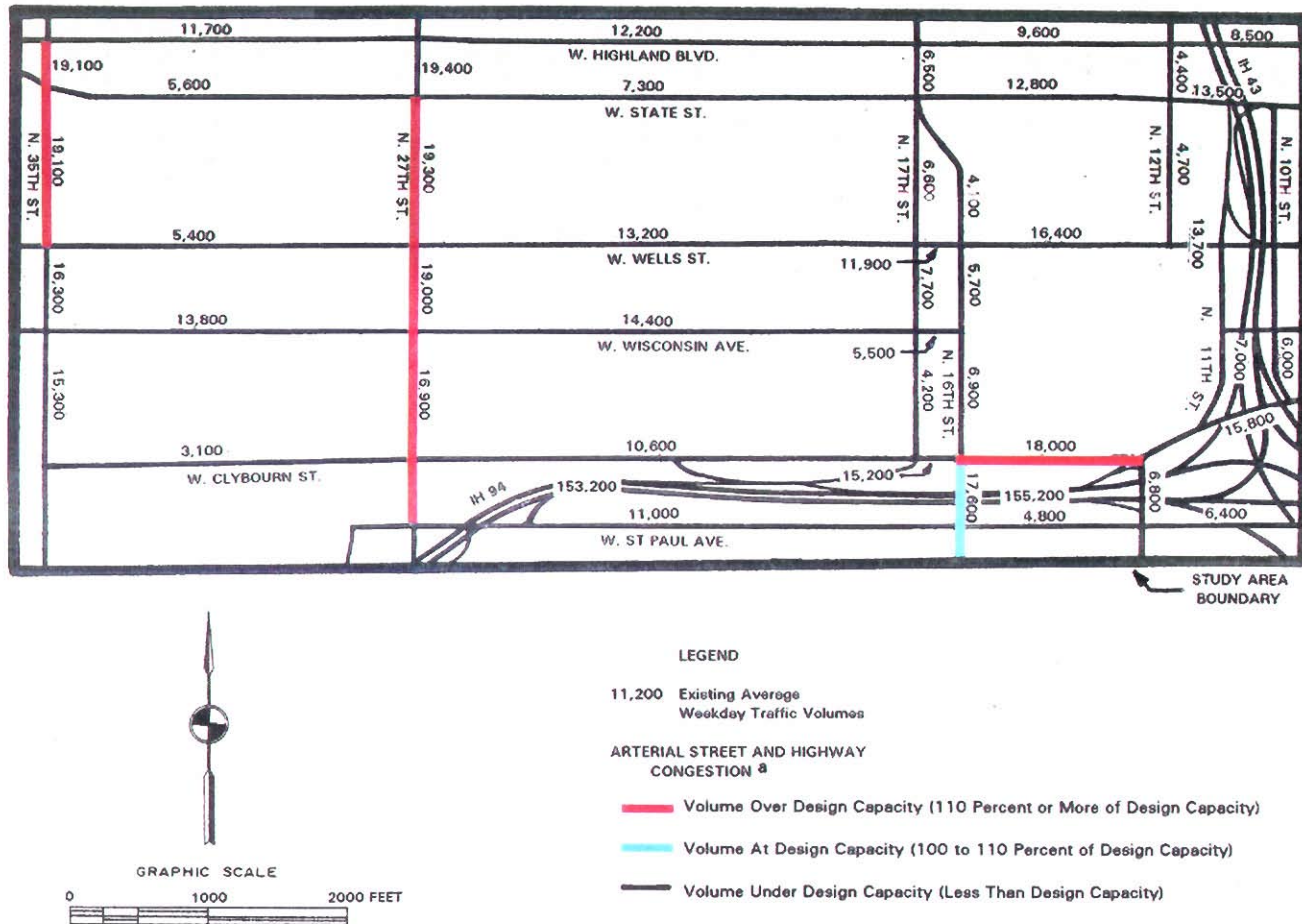 11,700
12,200
9,600
8,500
W. HIGHLAND BLVD.
19,100
19,400
6,500
4,400
IH 43
5,600
7,300
12,800
13,500
W. STATE ST.
N. 35TH ST.
19,100
N. 27TH ST.
19,300
N. 17TH ST.
6,600
4,100
N. 12TH ST.
4,700
N. 10TH ST.
5,400
13,200
16,400
13,700
W. WELLS ST.
11,900
16,300
19,000
7,700
5,700
13,800
14,400
W. WISCONSIN AVE.
5,500
N. 11TH ST.
7,000
6,000
15,300
16,900
4,200
N. 16TH ST.
6,900
15,800
3,100
10,600
18,000
W. CLYBOURN ST.
15,200
IH 94
153,200
17,600
155,200
6,800
11,000
4,800
6,400
W. ST PAUL AVE.
STUDY AREA
BOUNDARY
LEGEND
11,200 Existing Average
Weekday Traffic Volumes
ARTERIAL STREET AND HIGHWAY
CONGESTION a
Volume Over Design Capacity (110 Percent or More of Design Capacity)
Volume At Design Capacity (100 to 110 Percent of Design Capacity)
Volume Under Design Capacity (Less Than Design Capacity)
GRAPHIC SCALE
0 1000 2000 FEET